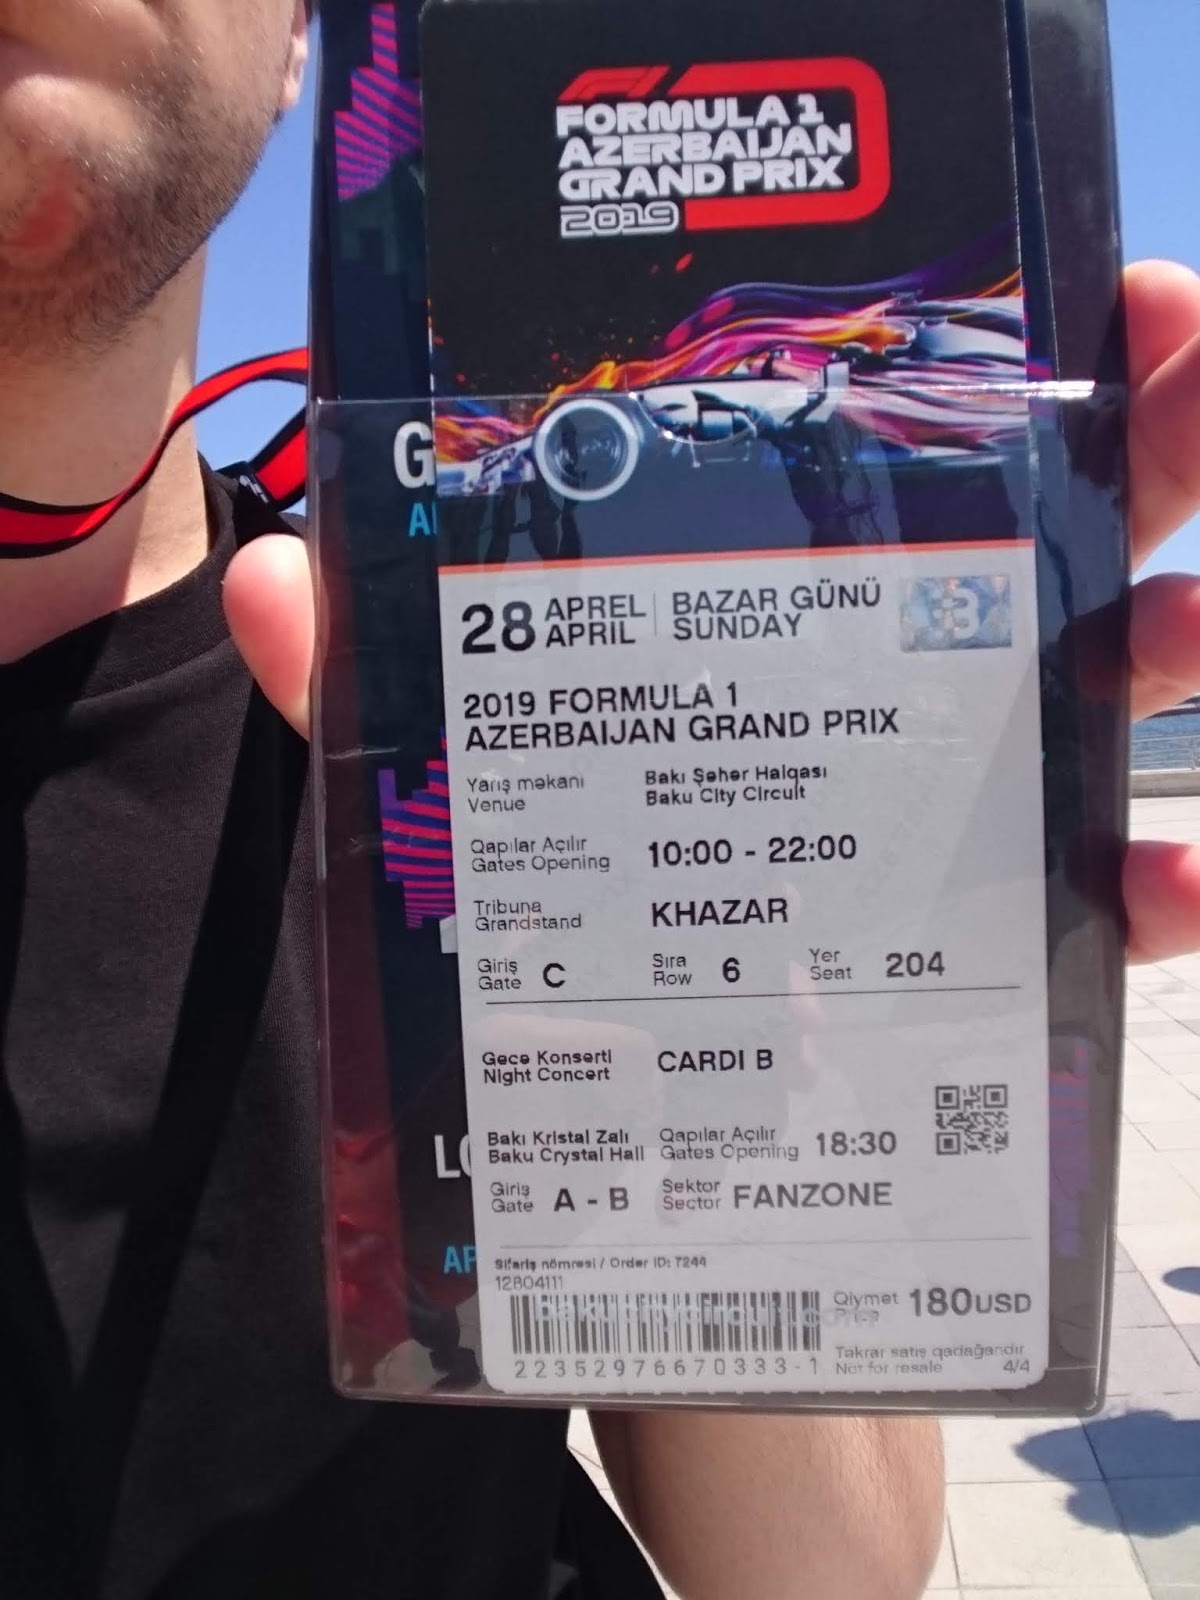 FORMULA 1
AZERBAIJAN
GRAND PRIX
2019
G
28 APREL APRIL | BAZAR GÜNÜ SUNDAY
2019 FORMULA 1
AZERBAIJAN GRAND PRIX
Yarış məkanı Bakı Şəhər Halqası
Venue Baku City Circuit
Qapılar Açılır
Gates Opening 10:00 - 22:00
Tribuna
Grandstand KHAZAR
Giriş Gate C Sıra Row 6 Yer Seat 204
Gecə Konserti
Night Concert CARDI B
Bakı Kristal Zalı Qapılar Açılır
Baku Crystal Hall Gates Opening 18:30
Giriş Gate A - B Sektor Sector FANZONE
LO
AP
Sifariş nömrəsi / Order ID: 7244
12804111
bakucitycircuit.com
Qiymət Price 180USD
22352976670333-1
Təkrar satış qadağandır
Not for resale 4/4